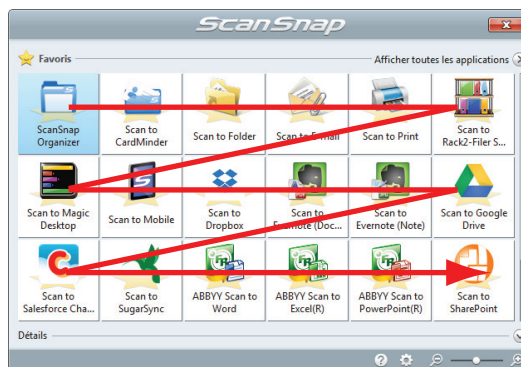 ScanSnap
Favoris
Afficher toutes les applications
ScanSnap
Organizer
Scan to
CardMinder
Scan to Folder
Scan to E-mail
Scan to Print
Scan to
Rack2-Filer S...
Scan to Magic
Desktop
Scan to Mobile
Scan to
Dropbox
Scan to
Evernote (Doc...
Scan to
Evernote (Note)
Scan to Google
Drive
Scan to
Salesforce Cha...
Scan to
SugarSync
ABBYY Scan to
Word
ABBYY Scan to
Excel(R)
ABBYY Scan to
PowerPoint(R)
Scan to
SharePoint
Détails